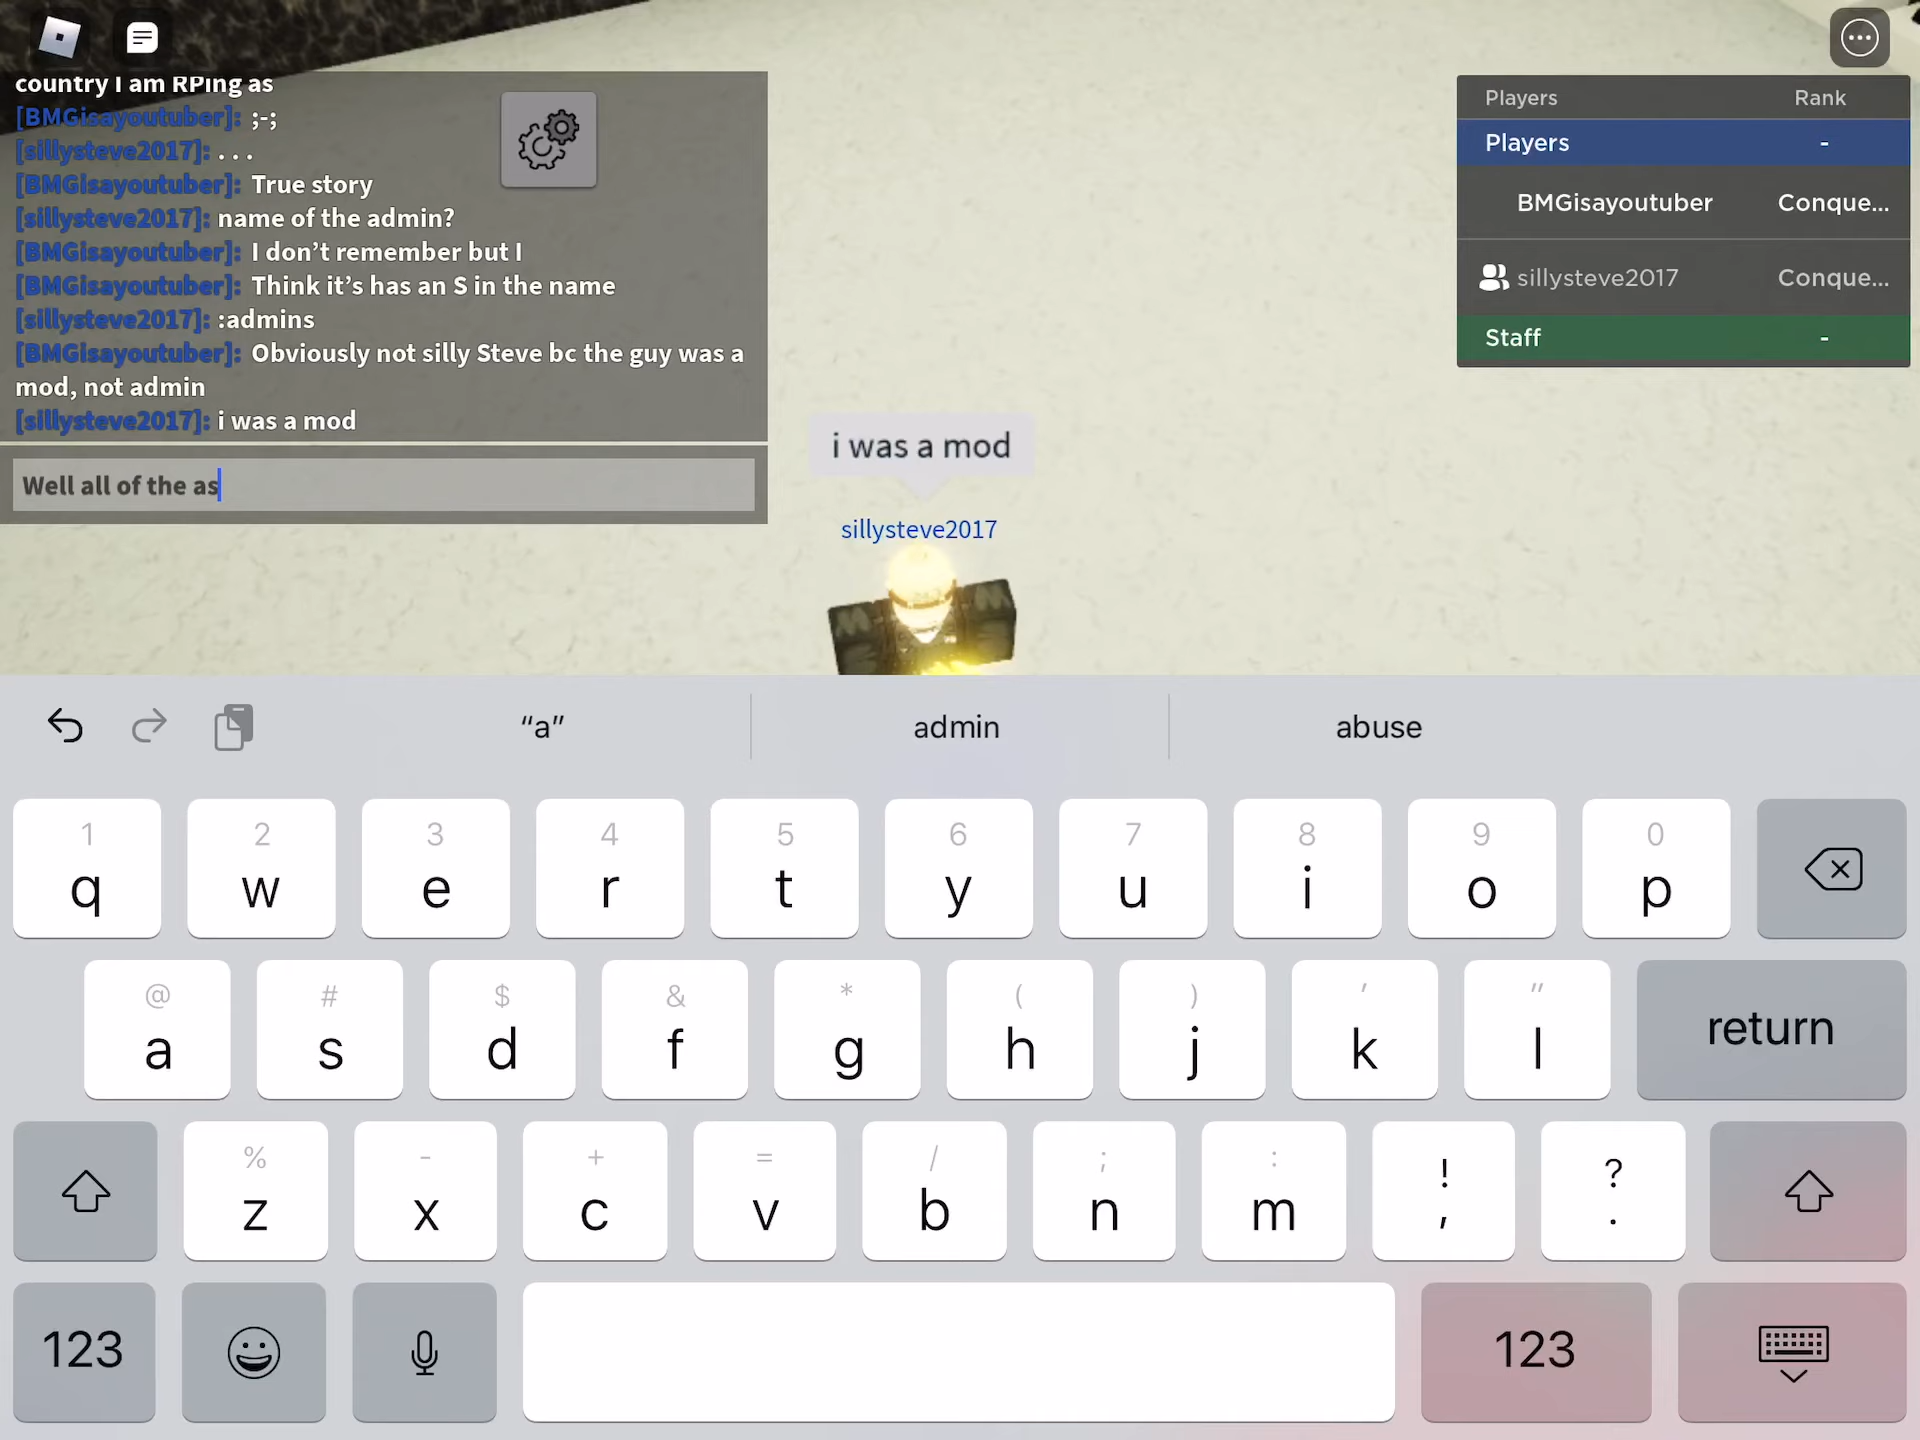 country I am RPing as
[BMGisayoutuber]: ;-;
[sillysteve2017]: . . .
[BMGisayoutuber]: True story
[sillysteve2017]: name of the admin?
[BMGisayoutuber]: I don’t remember but I
[BMGisayoutuber]: Think it’s has an S in the name
[sillysteve2017]: :admins
[BMGisayoutuber]: Obviously not silly Steve bc the guy was a
mod, not admin
[sillysteve2017]: i was a mod
Well all of the as
Players Rank
Players -
BMGisayoutuber Conque...
sillysteve2017 Conque...
Staff -
i was a mod
sillysteve2017
“a” admin abuse
1 2 3 4 5 6 7 8 9 0
q w e r t y u i o p
@ # $ & * ( ) ' "
a s d f g h j k l return
% - + = / ; : ! ?
z x c v b n m , .
123 123